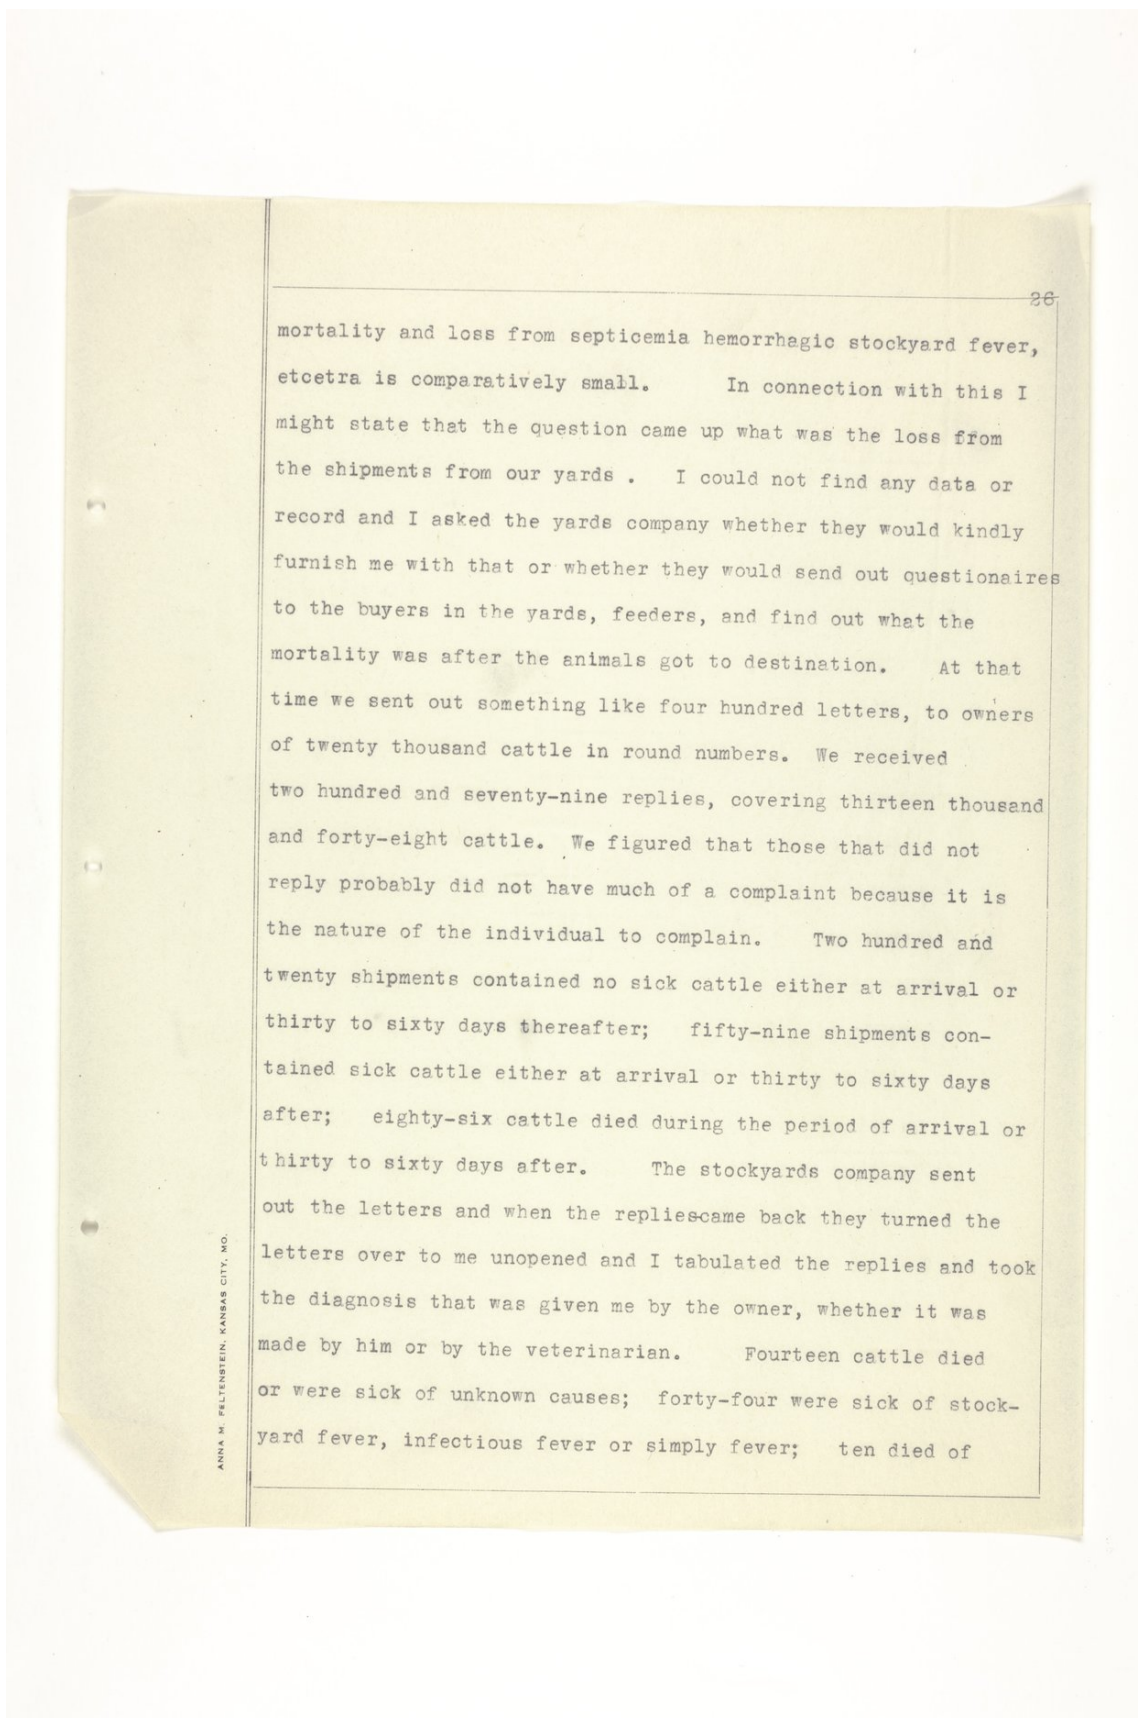 26
mortality and loss from septicemia hemorrhagic stockyard fever,
etcetra is comparatively small. In connection with this I
might state that the question came up what was the loss from
the shipments from our yards . I could not find any data or
record and I asked the yards company whether they would kindly
furnish me with that or whether they would send out questionaires
to the buyers in the yards, feeders, and find out what the
mortality was after the animals got to destination. At that
time we sent out something like four hundred letters, to owners
of twenty thousand cattle in round numbers. We received
two hundred and seventy-nine replies, covering thirteen thousand
and forty-eight cattle. We figured that those that did not
reply probably did not have much of a complaint because it is
the nature of the individual to complain. Two hundred and
twenty shipments contained no sick cattle either at arrival or
thirty to sixty days thereafter; fifty-nine shipments con-
tained sick cattle either at arrival or thirty to sixty days
after; eighty-six cattle died during the period of arrival or
thirty to sixty days after. The stockyards company sent
out the letters and when the replies came back they turned the
letters over to me unopened and I tabulated the replies and took
the diagnosis that was given me by the owner, whether it was
made by him or by the veterinarian. Fourteen cattle died
or were sick of unknown causes; forty-four were sick of stock-
yard fever, infectious fever or simply fever; ten died of
ANNA M. FELTENSTEIN, KANSAS CITY, MO.